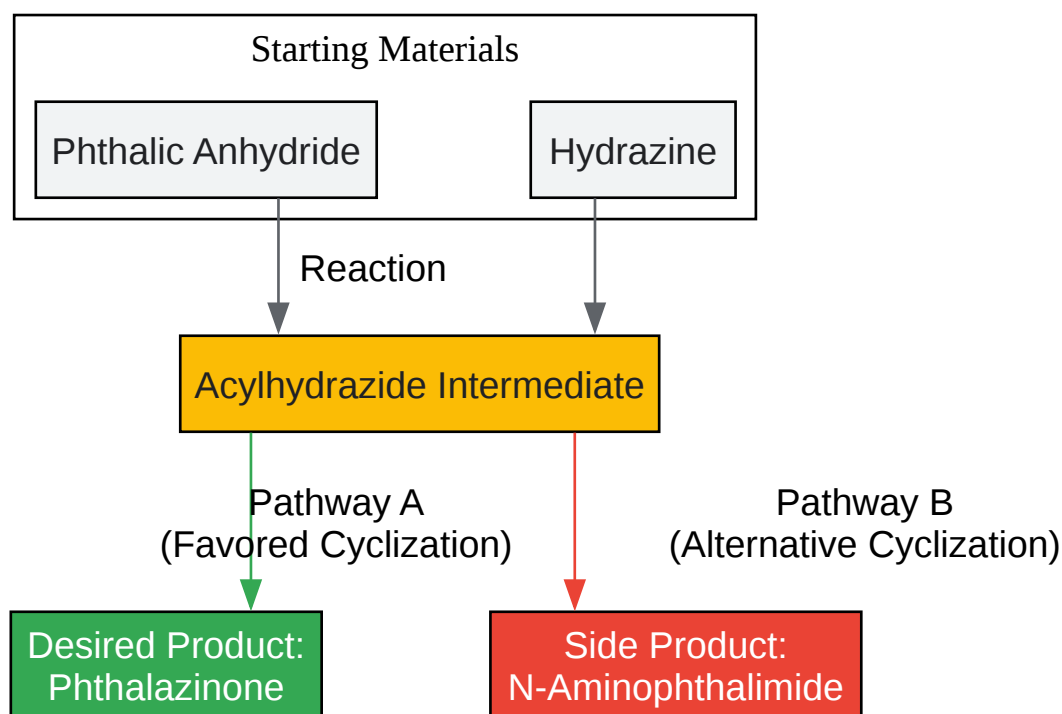 Starting Materials
Phthalic Anhydride
Hydrazine
Reaction
Acylhydrazide Intermediate
Pathway A
(Favored Cyclization)
Pathway B
(Alternative Cyclization)
Desired Product:
Phthalazinone
Side Product:
N-Aminophthalimide